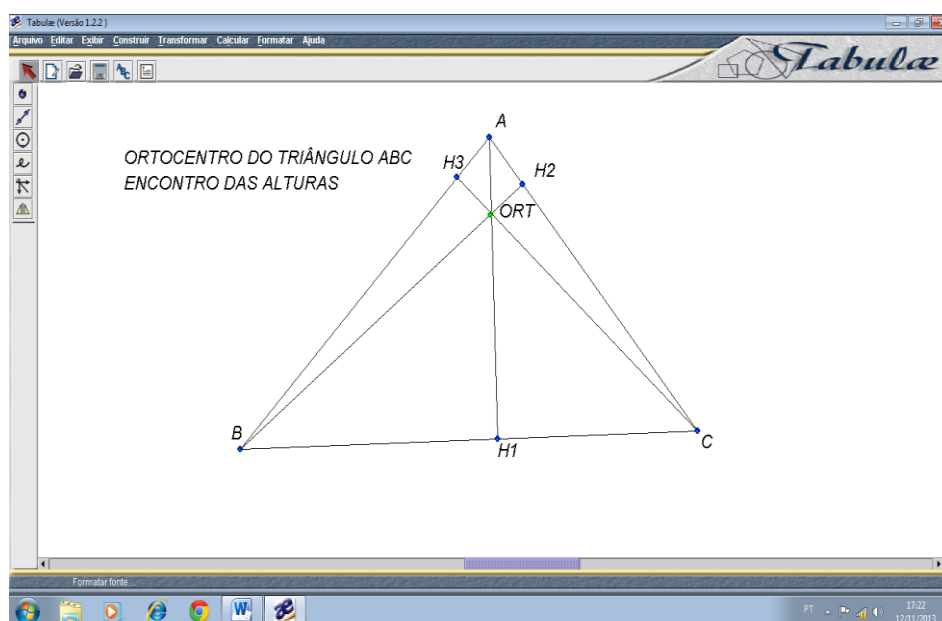 Tabulæ (Versão 1.2.2 )
Arquivo Editar Exibir Construir Transformar Calcular Formatar Ajuda
Tabulæ
ABC
A
ORTOCENTRO DO TRIÂNGULO ABC
ENCONTRO DAS ALTURAS
H3
H2
ORT
B
C
H1
Formatar fonte
W
PT
17:22
12/11/2013